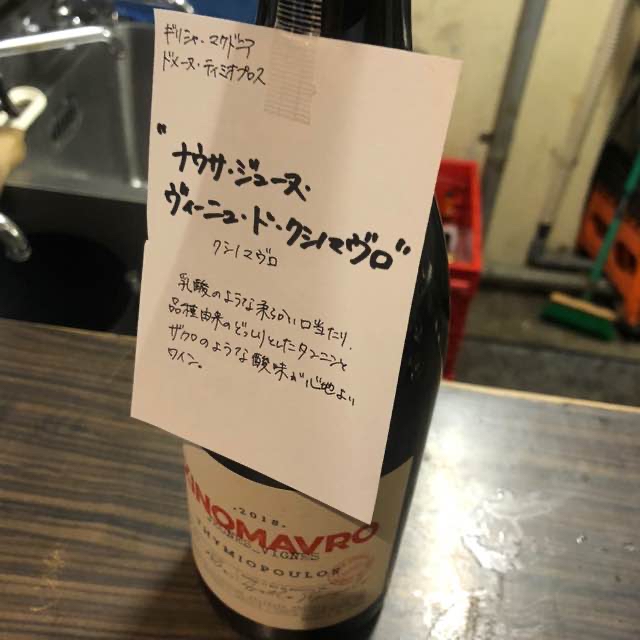 ギリシャ・マケドニア
ドメーヌ・ティミオプロス
"ナウサ・ジューヌ・
ヴィーニュ・ド・クシノマヴロ"
クシノマヴロ
乳酸のような柔らかい口当たり、
品種由来のどっしりとしたタンニンと
ザクロのような酸味が心地よい
ワイン。
·2018·
XINOMAVRO
JEUNES VIGNES
THYMIOPOULOS